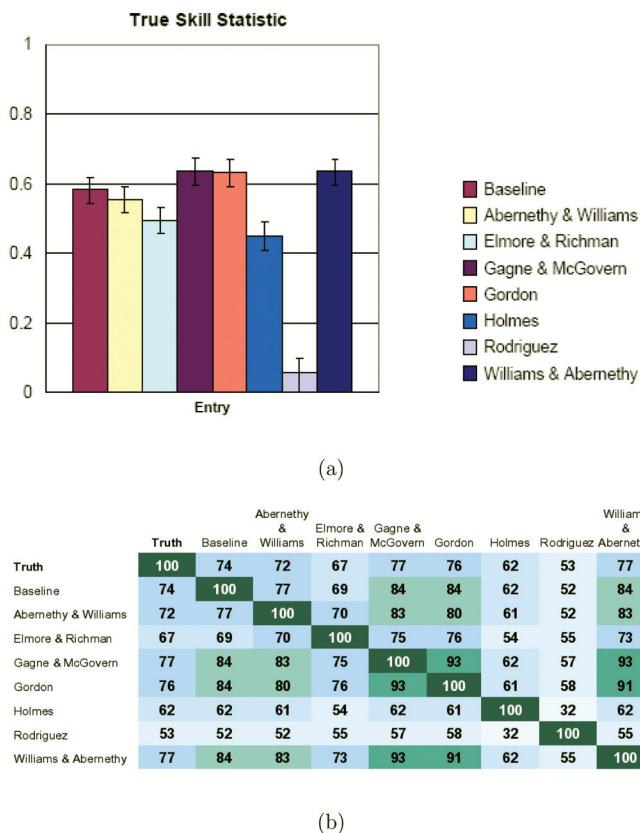 True Skill Statistic
1
0.8
0.6
0.4
0.2
0
Entry
Baseline
Abernethy & Williams
Elmore & Richman
Gagne & McGovern
Gordon
Holmes
Rodriguez
Williams & Abernethy
(a)
Truth Baseline Abernethy & Williams Elmore & Richman Gagne & McGovern Gordon Holmes Rodriguez William & Abernet
Truth 100 74 72 67 77 76 62 53 77
Baseline 74 100 77 69 84 84 62 52 84
Abernethy & Williams 72 77 100 70 83 80 61 52 83
Elmore & Richman 67 69 70 100 75 76 54 55 73
Gagne & McGovern 77 84 83 75 100 93 62 57 93
Gordon 76 84 80 76 93 100 61 58 91
Holmes 62 62 61 54 62 61 100 32 62
Rodriguez 53 52 52 55 57 58 32 100 55
Williams & Abernethy 77 84 83 73 93 91 62 55 100
(b)